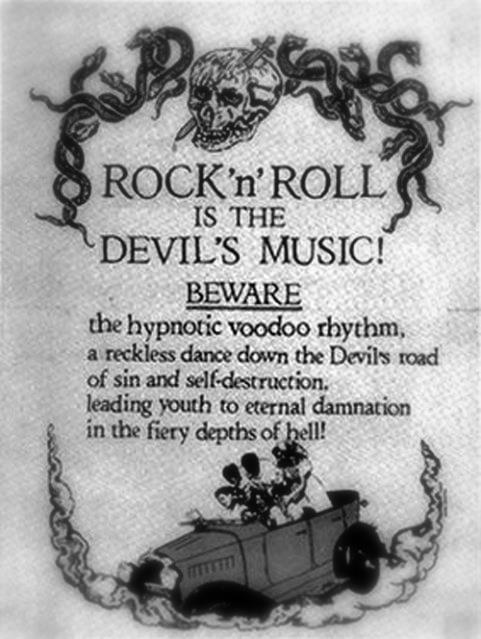 ROCK'n'ROLL
IS THE
DEVIL'S MUSIC!
BEWARE
the hypnotic voodoo rhythm,
a reckless dance down the Devil's road
of sin and self-destruction,
leading youth to eternal damnation
in the fiery depths of hell!